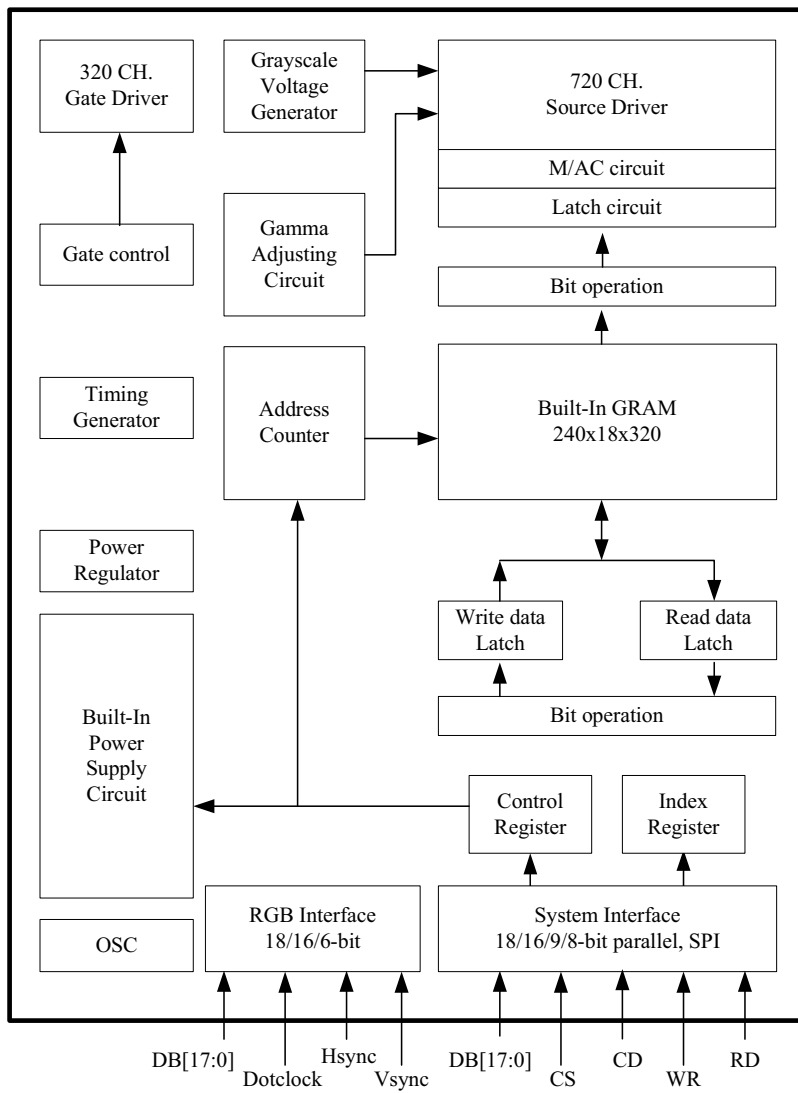 320 CH.
Gate Driver
Grayscale
Voltage
Generator
720 CH.
Source Driver
M/AC circuit
Latch circuit
Gate control
Gamma
Adjusting
Circuit
Bit operation
Timing
Generator
Address
Counter
Built-In GRAM
240x18x320
Power
Regulator
Write data
Latch
Read data
Latch
Built-In
Power
Supply
Circuit
Bit operation
Control
Register
Index
Register
OSC
RGB Interface
18/16/6-bit
System Interface
18/16/9/8-bit parallel, SPI
DB[17:0]
Dotclock
Hsync
Vsync
DB[17:0]
CS
CD
WR
RD